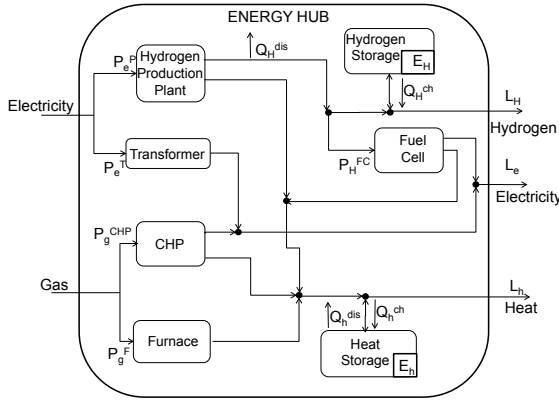 ENERGY HUB
P_e^P
Hydrogen
Production
Plant
Q_H^dis
Hydrogen
Storage
E_H
Q_H^ch
L_H
Hydrogen
Electricity
P_e^T
Transformer
P_H^FC
Fuel
Cell
L_e
Electricity
P_g^CHP
CHP
Gas
P_g^F
Furnace
Q_h^dis
Q_h^ch
L_h
Heat
Heat
Storage
E_h